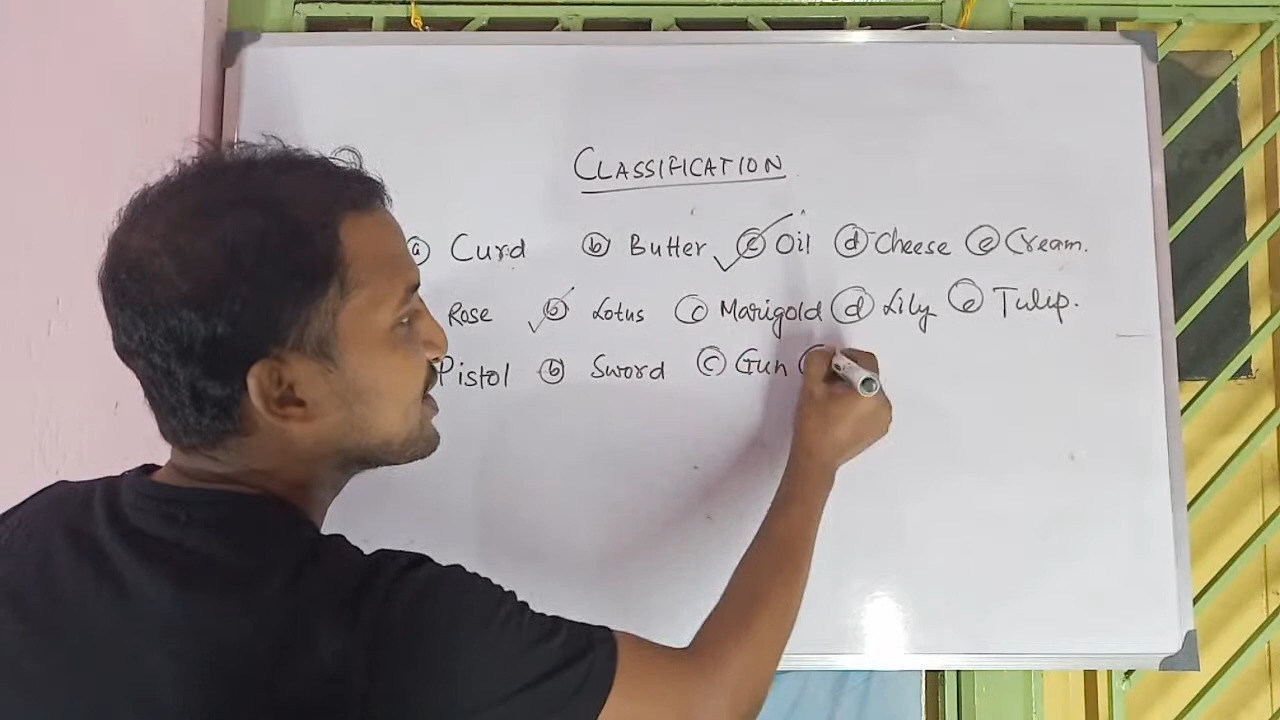 CLASSIFICATION
(a) Curd (b) Butter (c) Oil (d) Cheese (e) Cream.
Rose (b) Lotus (c) Marigold (d) Lily (e) Tulip.
Pistol (b) Sword (c) Gun